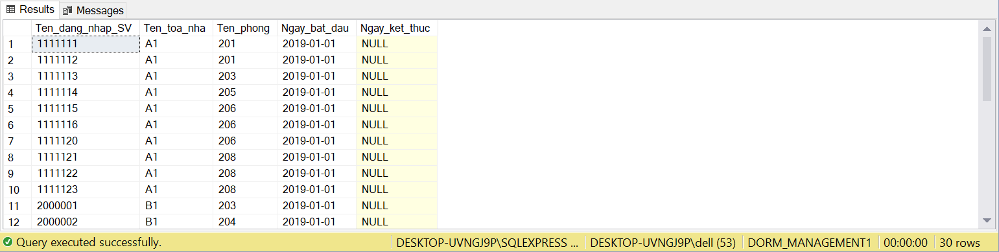 Results Messages
Ten_dang_nhap_SV Ten_toa_nha Ten_phong Ngay_bat_dau Ngay_ket_thuc
1 1111111 A1 201 2019-01-01 NULL
2 1111112 A1 201 2019-01-01 NULL
3 1111113 A1 203 2019-01-01 NULL
4 1111114 A1 205 2019-01-01 NULL
5 1111115 A1 206 2019-01-01 NULL
6 1111116 A1 206 2019-01-01 NULL
7 1111120 A1 206 2019-01-01 NULL
8 1111121 A1 208 2019-01-01 NULL
9 1111122 A1 208 2019-01-01 NULL
10 1111123 A1 208 2019-01-01 NULL
11 2000001 B1 203 2019-01-01 NULL
12 2000002 B1 204 2019-01-01 NULL
Query executed successfully. DESKTOP-UVNGJ9P\SQLEXPRESS ... DESKTOP-UVNGJ9P\dell (53) DORM_MANAGEMENT1 00:00:00 30 rows